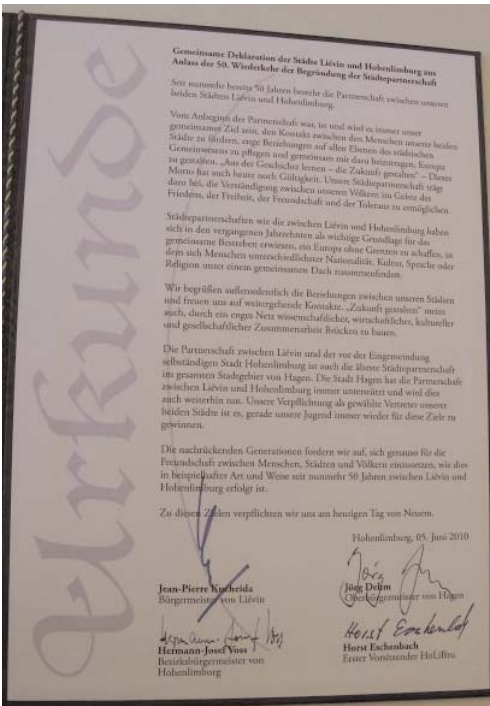 Urkunde
Gemeinsame Deklaration der Städte Liévin und Hohenlimburg aus
Anlass der 50. Wiederkehr der Begründung der Städtepartnerschaft
Seit nunmehr bereits 50 Jahren besteht die Partnerschaft zwischen unseren
beiden Städten Liévin und Hohenlimburg.
Vom Anbeginn der Partnerschaft war, ist und wird es immer unser
gemeinsames Ziel sein, den Kontakt zwischen den Menschen unserer beiden
Städte zu fördern, enge Beziehungen auf allen Ebenen des städtischen
Gemeinwesens zu pflegen und gemeinsam mit dazu beizutragen, Europa
zu gestalten. „Aus der Geschichte lernen – die Zukunft gestalten“ – Dieses
Motto hat auch heute noch Gültigkeit. Unsere Städtepartnerschaft trägt
dazu bei, die Verständigung zwischen unseren Völkern im Geiste des
Friedens, der Freiheit, der Freundschaft und der Toleranz zu ermöglichen.
Städtepartnerschaften wie die zwischen Liévin und Hohenlimburg haben
sich in den vergangenen Jahrzehnten als wichtige Grundlage für das
gemeinsame Bestreben erwiesen, ein Europa ohne Grenzen zu schaffen, in
dem sich Menschen unterschiedlichster Nationalität, Kultur, Sprache oder
Religion unter einem gemeinsamen Dach zusammenfinden.
Wir begrüßen außerordentlich die Beziehungen zwischen unseren Städten
und freuen uns auf weitergehende Kontakte. „Zukunft gestalten“ meint
auch, durch ein enges Netz wissenschaftlicher, wirtschaftlicher, kultureller
und gesellschaftlicher Zusammenarbeit Brücken zu bauen.
Die Partnerschaft zwischen Liévin und der vor der Eingemeindung
selbständigen Stadt Hohenlimburg ist auch die älteste Städtepartnerschaft
im gesamten Stadtgebiet von Hagen. Die Stadt Hagen hat die Partnerschaft
zwischen Liévin und Hohenlimburg immer unterstützt und wird dies
auch weiterhin tun. Unsere Verpflichtung als gewählte Vertreter unserer
beiden Städte ist es, gerade unsere Jugend immer wieder für diese Ziele zu
gewinnen.
Die nachrückenden Generationen fordern wir auf, sich genauso für die
Freundschaft zwischen Menschen, Städten und Völkern einzusetzen, wie dies
in beispielhafter Art und Weise seit nunmehr 50 Jahren zwischen Liévin und
Hohenlimburg erfolgt ist.
Zu diesen Zielen verpflichten wir uns am heutigen Tag von Neuem.
Hohenlimburg, 05. Juni 2010
Jean-Pierre Kucheida
Bürgermeister von Liévin
Jörg
Jörg Dehm
Oberbürgermeister von Hagen
Hermann-Josef Voss
Hermann-Josef Voss
Bezirksbürgermeister von
Hohenlimburg
Horst Eschenbach
Horst Eschenbach
Erster Vorsitzender HoLiBru